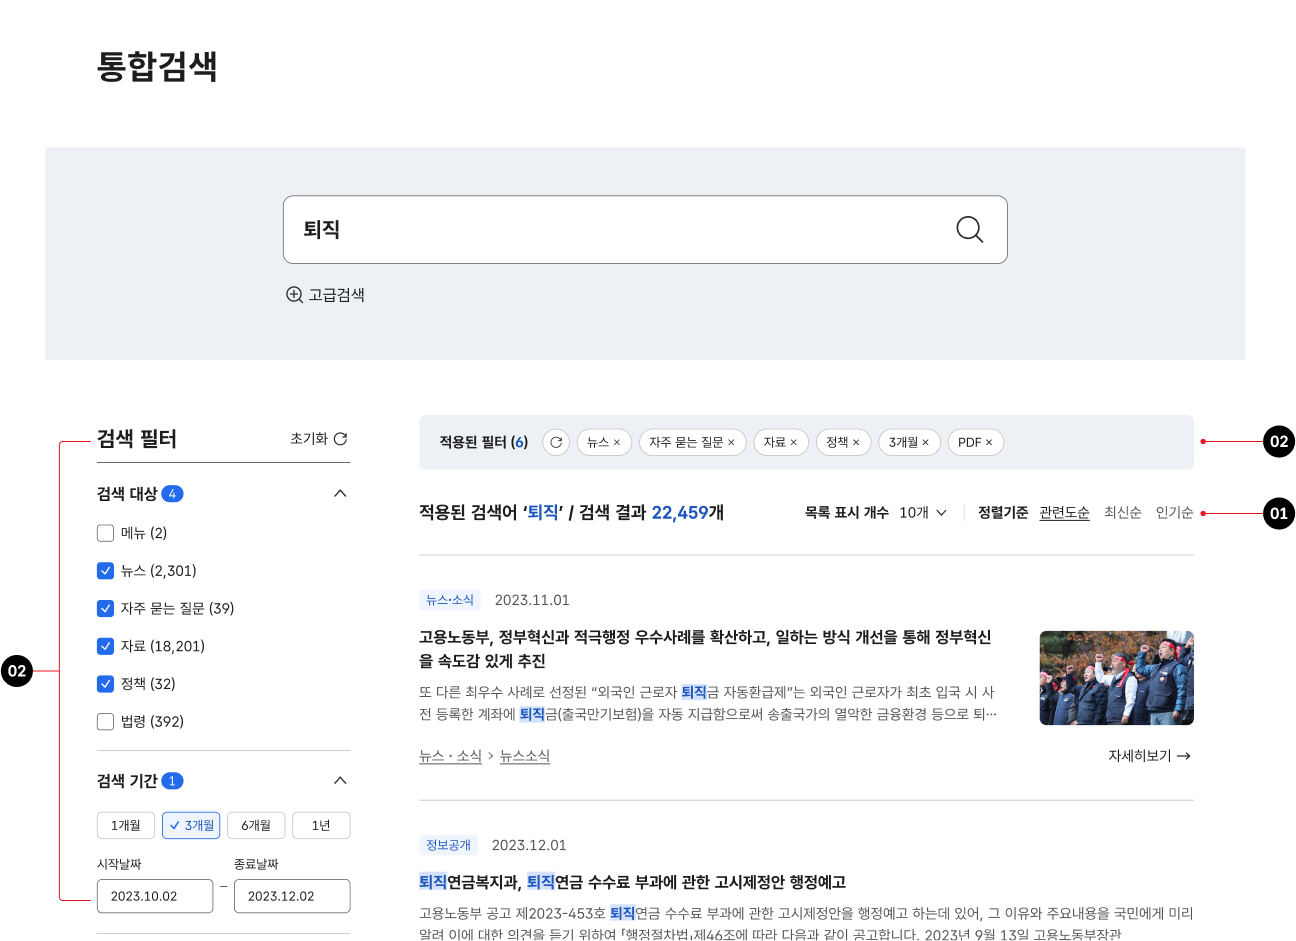 통합검색
퇴직
고급검색
검색 필터
초기화
검색 대상 4
메뉴 (2)
뉴스 (2,301)
자주 묻는 질문 (39)
자료 (18,201)
정책 (32)
법령 (392)
02
검색 기간 1
1개월 3개월 6개월 1년
시작날짜 종료날짜
2023.10.02 – 2023.12.02
적용된 필터 (6) 뉴스 × 자주 묻는 질문 × 자료 × 정책 × 3개월 × PDF ×
02
적용된 검색어 ‘퇴직’ / 검색 결과 22,459개
목록 표시 개수 10개 정렬기준 관련도순 최신순 인기순
01
뉴스·소식 2023.11.01
고용노동부, 정부혁신과 적극행정 우수사례를 확산하고, 일하는 방식 개선을 통해 정부혁신
을 속도감 있게 추진
또 다른 최우수 사례로 선정된 “외국인 근로자 퇴직금 자동환급제”는 외국인 근로자가 최초 입국 시 사
전 등록한 계좌에 퇴직금(출국만기보험)을 자동 지급함으로써 송출국가의 열악한 금융환경 등으로 퇴…
뉴스 · 소식 > 뉴스소식
자세히보기 →
정보공개 2023.12.01
퇴직연금복지과, 퇴직연금 수수료 부과에 관한 고시제정안 행정예고
고용노동부 공고 제2023-453호 퇴직연금 수수료 부과에 관한 고시제정안을 행정예고 하는데 있어, 그 이유와 주요내용을 국민에게 미리
알려 이에 대한 의견을 듣기 위하여 「행정절차법」제46조에 따라 다음과 같이 공고합니다. 2023년 9월 13일 고용노동부장관